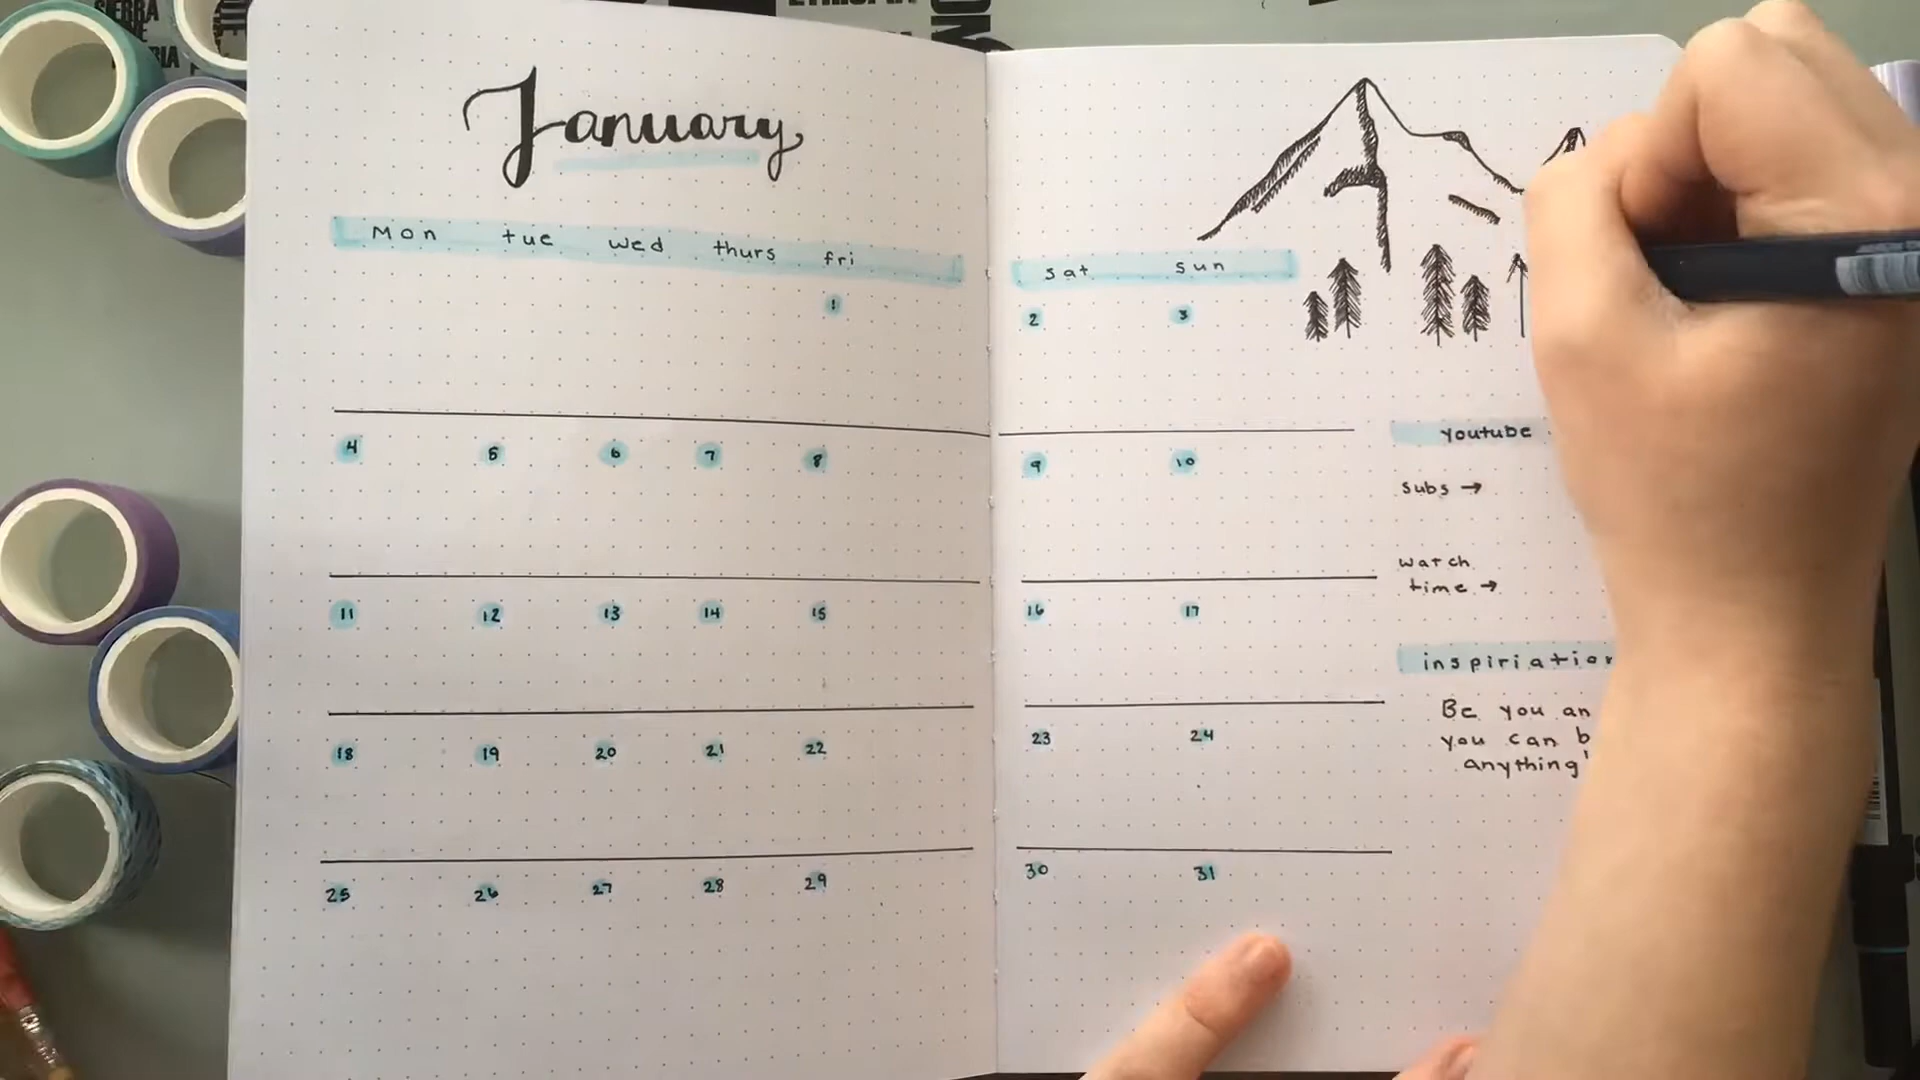 SIERRA
January
Mon tue wed thurs fri
1
4 5 6 7 8
11 12 13 14 15
18 19 20 21 22
25 26 27 28 29
sat sun
2 3
9 10
16 17
23 24
30 31
youtube
subs →
watch
time →
inspiriation
Be you an
you can b
anything!